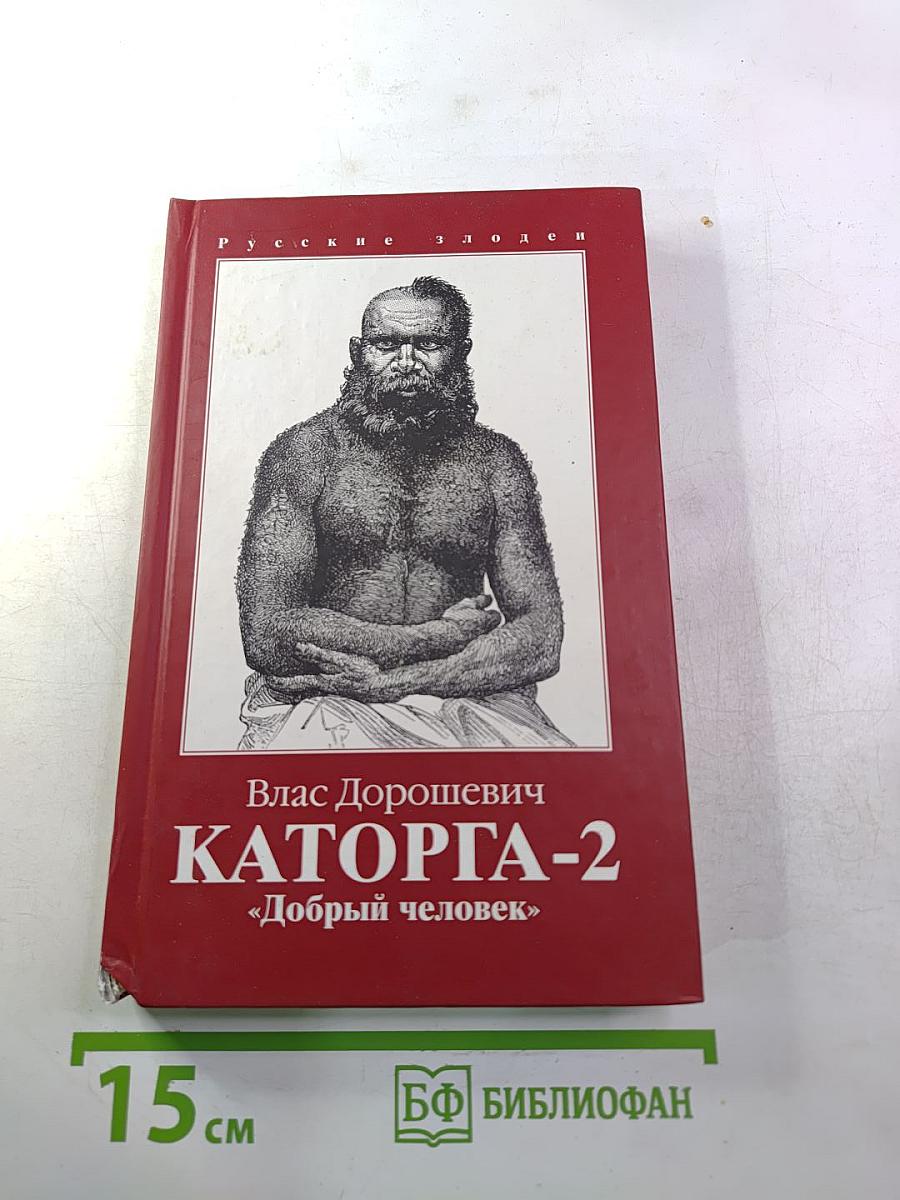 Русские злодеи
Влас Дорошевич
КАТОРГА-2
«Добрый человек»
15 см
БФ БИБЛИОФАН